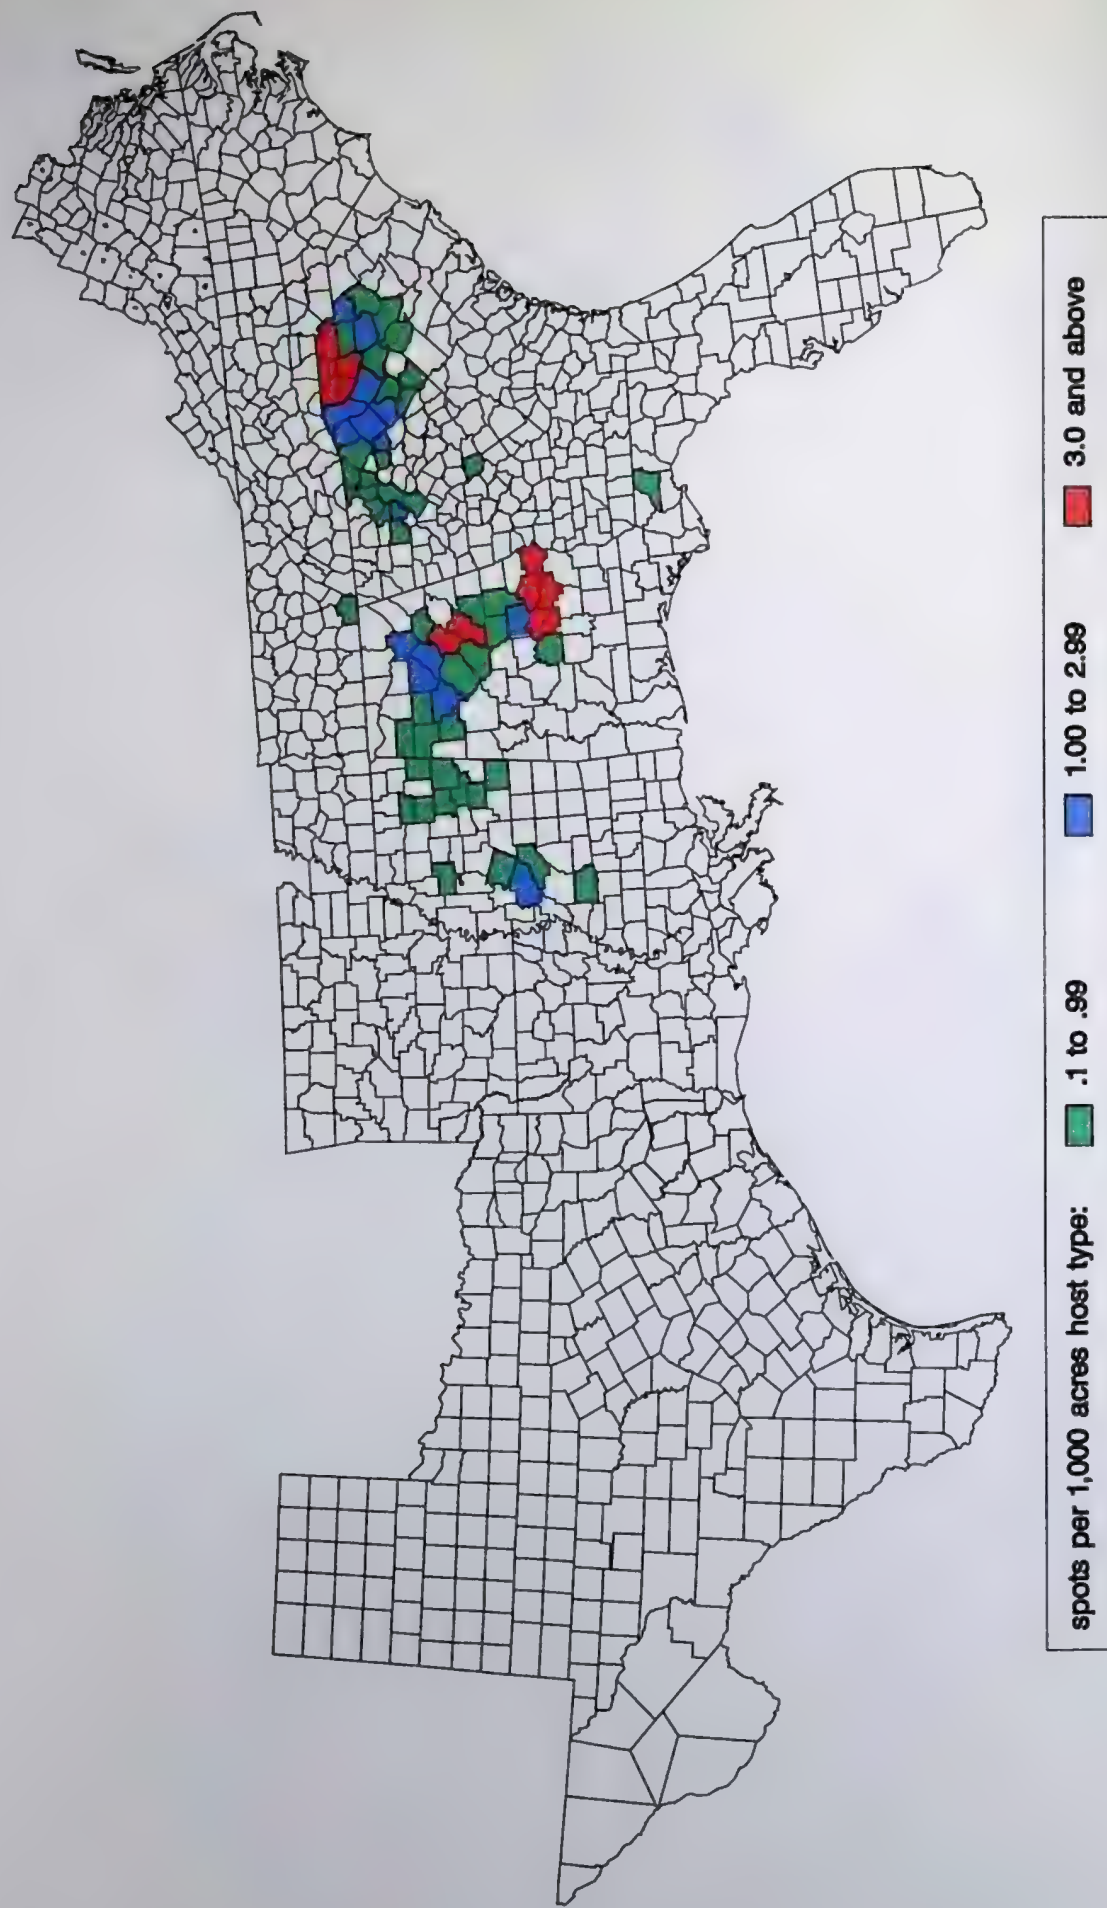 spots per 1,000 acres host type: .1 to .99 1.00 to 2.99 3.0 and above